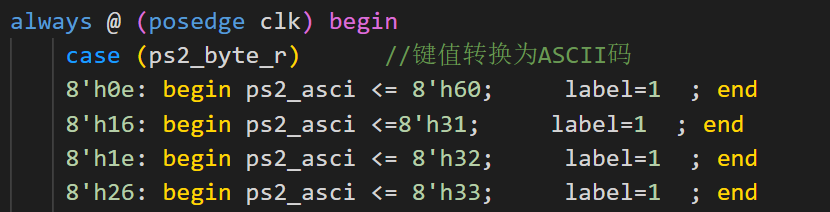 always @ (posedge clk) begin
case (ps2_byte_r) //键值转换为ASCII码
8'h0e: begin ps2_asci <= 8'h60; label=1 ; end
8'h16: begin ps2_asci <=8'h31; label=1 ; end
8'h1e: begin ps2_asci <= 8'h32; label=1 ; end
8'h26: begin ps2_asci <= 8'h33; label=1 ; end